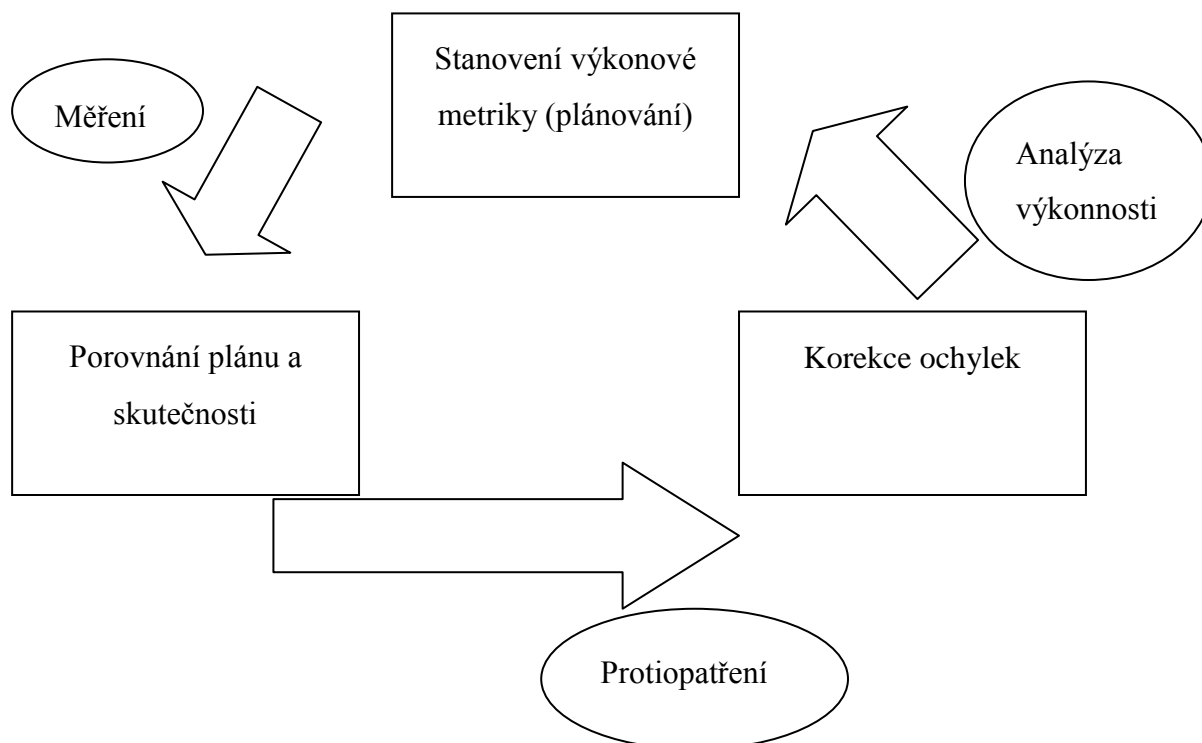 Stanovení výkonové
metriky (plánování)
Měření
Analýza
výkonnosti
Porovnání plánu a
skutečnosti
Korekce ochylek
Protiopatření